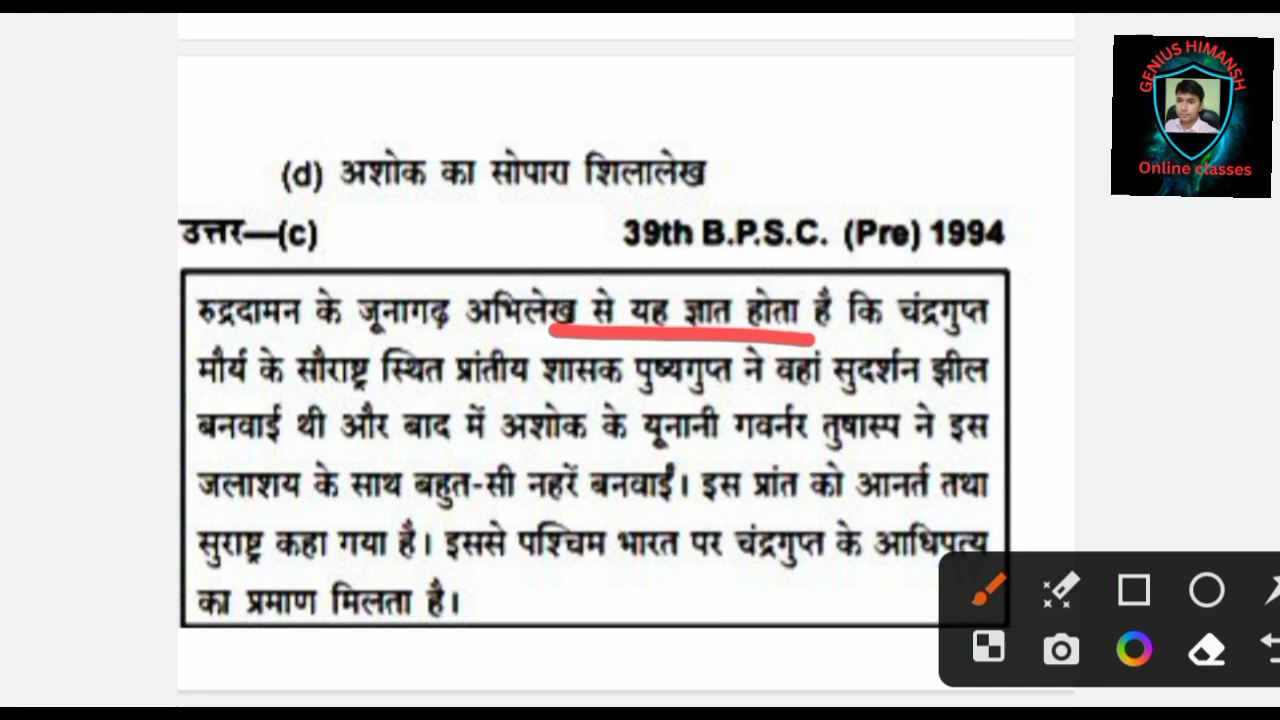 GENIUS HIMANSH
Online classes
(d) अशोक का सोपारा शिलालेख
उत्तर—(c) 39th B.P.S.C. (Pre) 1994
रुद्रदामन के जूनागढ़ अभिलेख से यह ज्ञात होता है कि चंद्रगुप्त
मौर्य के सौराष्ट्र स्थित प्रांतीय शासक पुष्यगुप्त ने वहां सुदर्शन झील
बनवाई थी और बाद में अशोक के यूनानी गवर्नर तुषास्प ने इस
जलाशय के साथ बहुत-सी नहरें बनवाईं। इस प्रांत को आनर्त तथा
सुराष्ट्र कहा गया है। इससे पश्चिम भारत पर चंद्रगुप्त के आधिपत्य
का प्रमाण मिलता है।